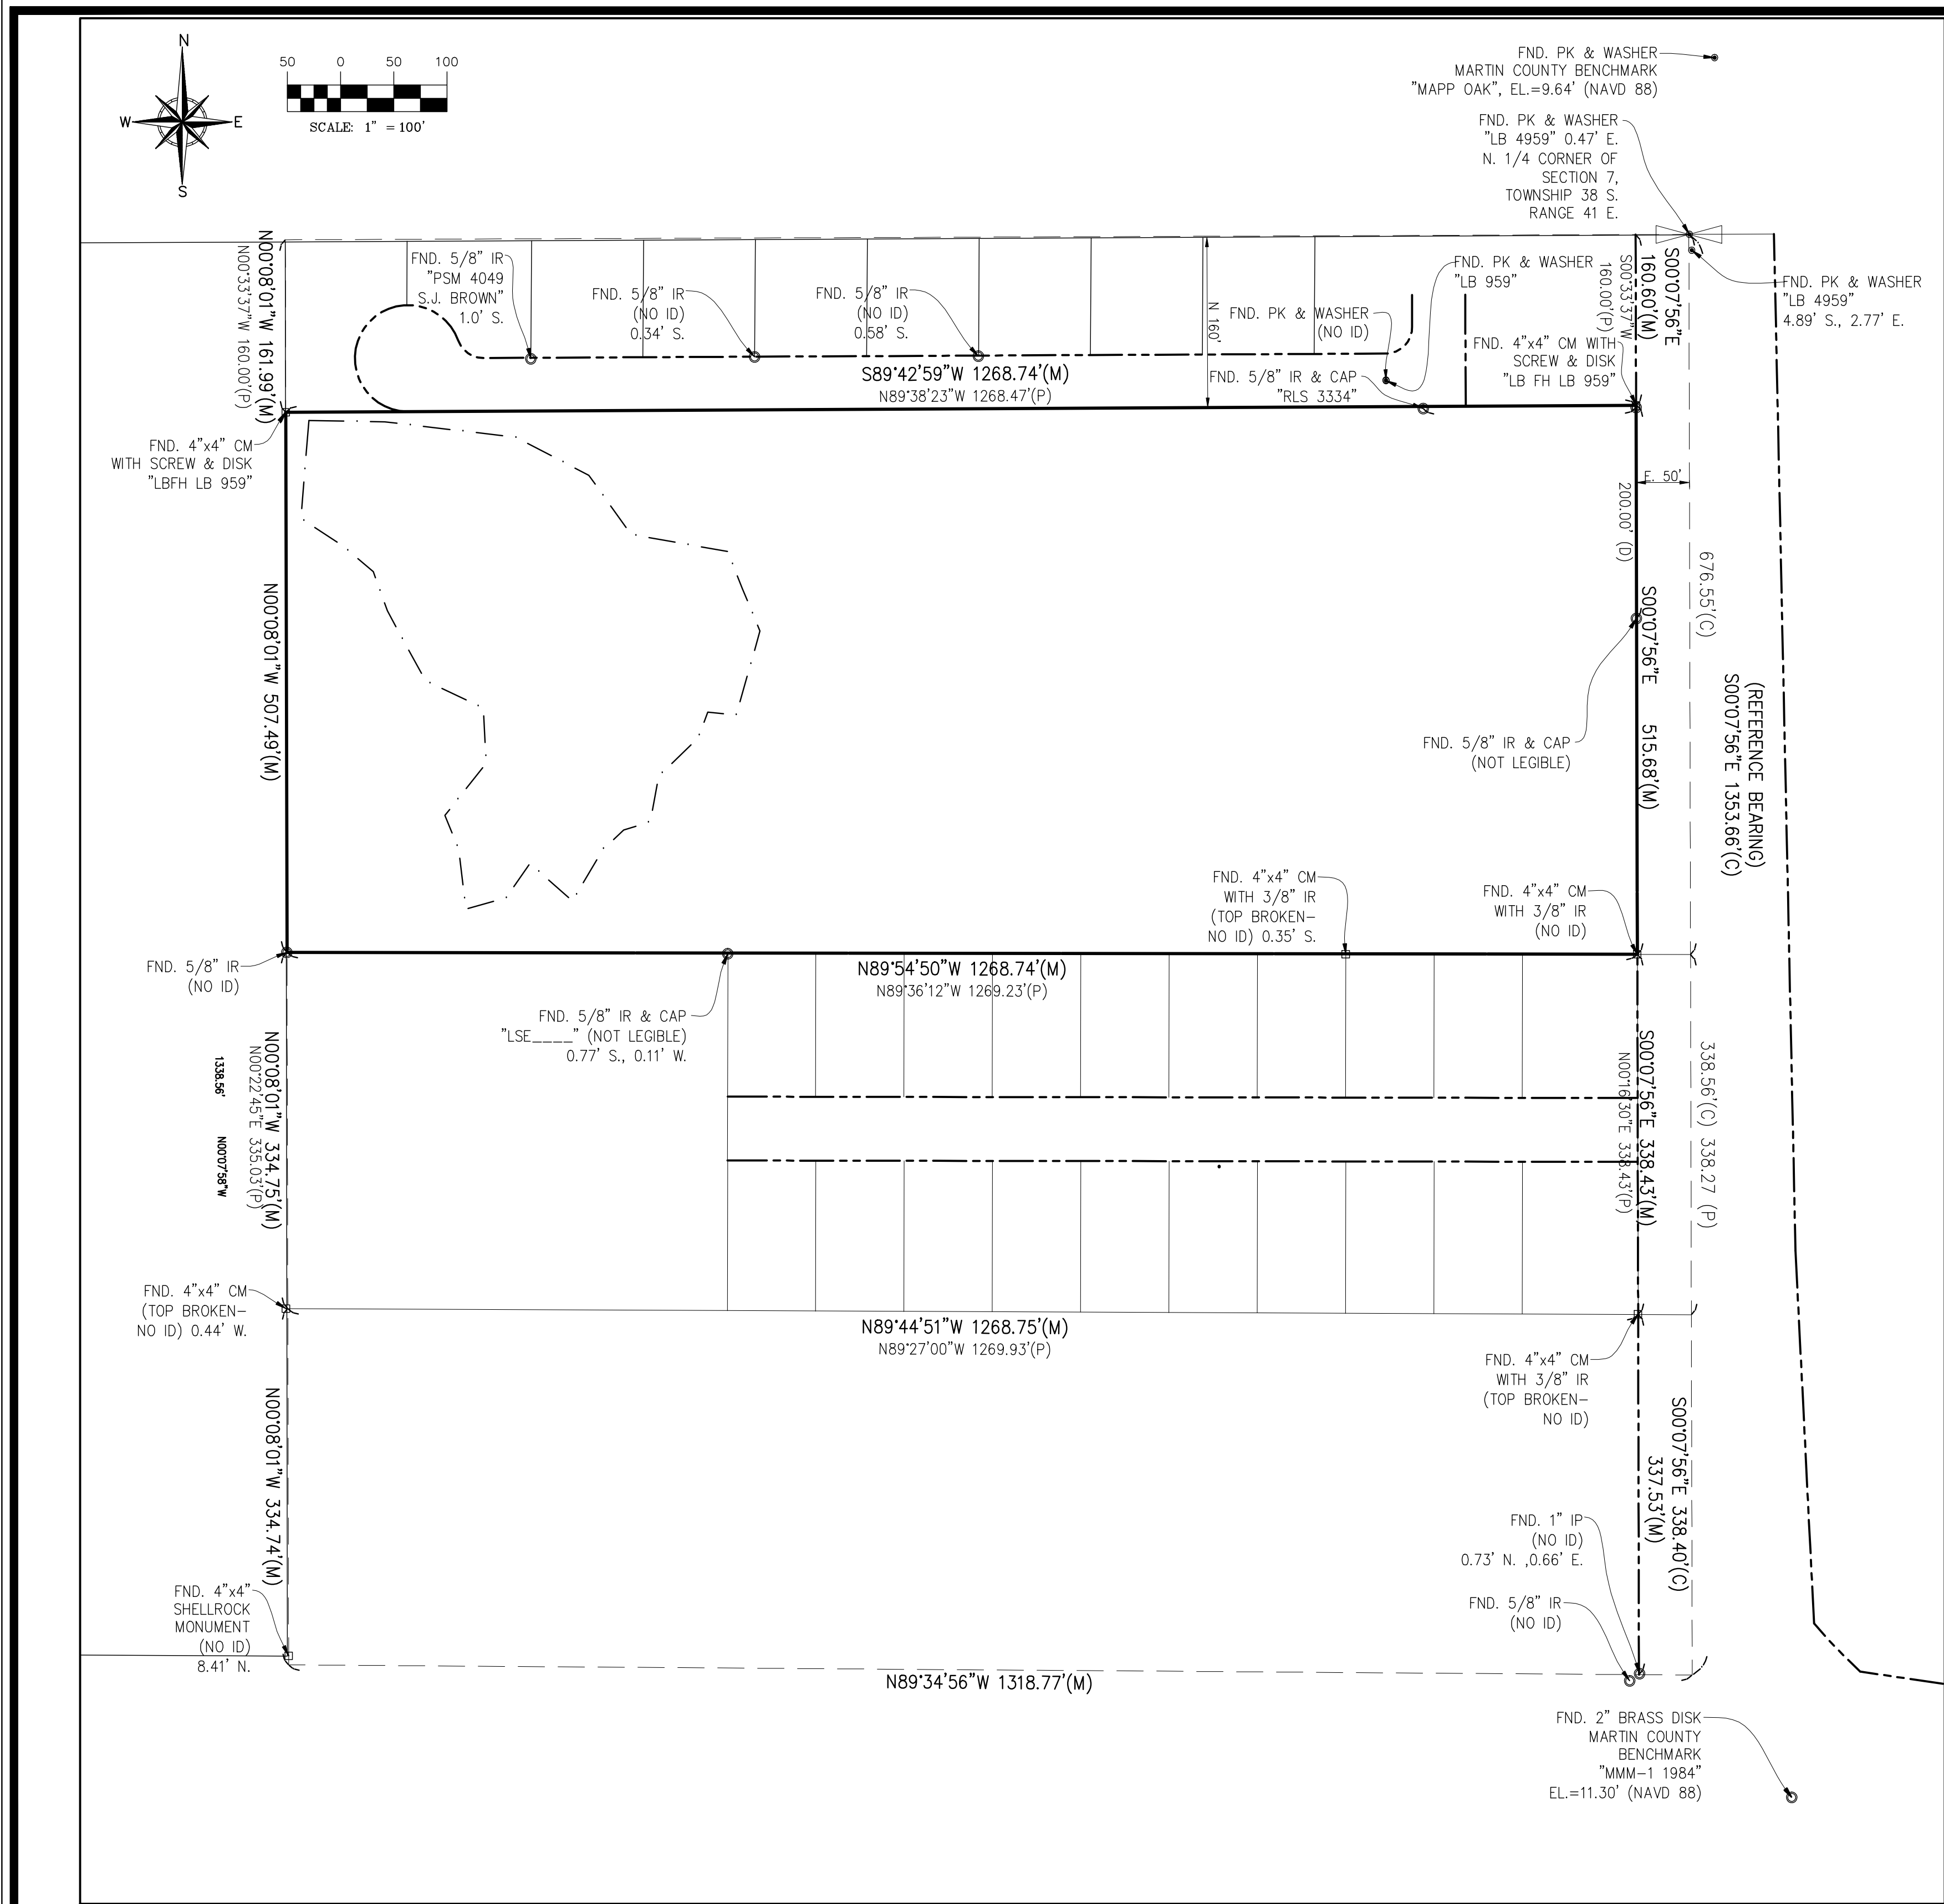 N
W
E
S
50 0 50 100
SCALE: 1" = 100'
FND. PK & WASHER
MARTIN COUNTY BENCHMARK
"MAPP OAK", EL.=9.64' (NAVD 88)
FND. PK & WASHER
"LB 4959" 0.47' E.
N. 1/4 CORNER OF
SECTION 7,
TOWNSHIP 38 S.
RANGE 41 E.
FND. PK & WASHER
"LB 4959"
4.89' S., 2.77' E.
N00°08'01"W 161.99'(M)
N00°33'37"W 160.00'(P)
FND. 5/8" IR
"PSM 4049
S.J. BROWN"
1.0' S.
FND. 5/8" IR
(NO ID)
0.34' S.
FND. 5/8" IR
(NO ID)
0.58' S.
N 160'
FND. PK & WASHER
"LB 959"
FND. PK & WASHER
(NO ID)
S00°07'56"E
160.60'(M)
S00°33'37"W
160.00'(P)
FND. 4"x4" CM WITH
SCREW & DISK
"LB FH LB 959"
FND. 5/8" IR & CAP
"RLS 3334"
S89°42'59"W 1268.74'(M)
N89°38'23"W 1268.47'(P)
FND. 4"x4" CM
WITH SCREW & DISK
"LBFH LB 959"
E. 50'
200.00' (D)
676.55'(C)
S00°07'56"E 515.68'(M)
(REFERENCE BEARING)
S00°07'56"E 1353.66'(C)
N00°08'01"W 507.49'(M)
FND. 5/8" IR & CAP
(NOT LEGIBLE)
FND. 4"x4" CM
WITH 3/8" IR
(TOP BROKEN-
NO ID) 0.35' S.
FND. 4"x4" CM
WITH 3/8" IR
(NO ID)
FND. 5/8" IR
(NO ID)
N89°54'50"W 1268.74'(M)
N89°36'12"W 1269.23'(P)
FND. 5/8" IR & CAP
"LSE____" (NOT LEGIBLE)
0.77' S., 0.11' W.
N00°08'01"W 334.75'(M)
N00°22'45"E 335.03'(P)
1338.56' N00°07'58"W
S00°07'56"E 338.43'(M)
N00°16'30"E 338.43'(P)
338.56'(C) 338.27 (P)
FND. 4"x4" CM
(TOP BROKEN-
NO ID) 0.44' W.
N89°44'51"W 1268.75'(M)
N89°27'00"W 1269.93'(P)
FND. 4"x4" CM
WITH 3/8" IR
(TOP BROKEN-
NO ID)
N00°08'01"W 334.74'(M)
S00°07'56"E 338.40'(C)
337.53'(M)
FND. 1" IP
(NO ID)
0.73' N. ,0.66' E.
FND. 5/8" IR
(NO ID)
FND. 4"x4"
SHELLROCK
MONUMENT
(NO ID)
8.41' N.
N89°34'56"W 1318.77'(M)
FND. 2" BRASS DISK
MARTIN COUNTY
BENCHMARK
"MMM-1 1984"
EL.=11.30' (NAVD 88)